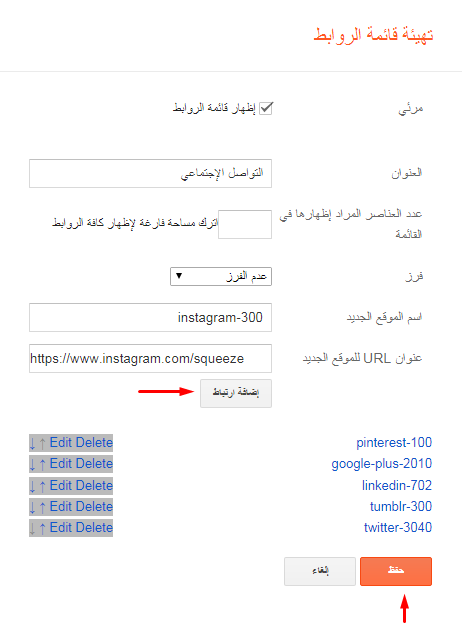 تهيئة قائمة الروابط
مرئي إظهار قائمة الروابط
العنوان التواصل الإجتماعي
عدد العناصر المراد إظهارها في القائمة اترك مساحة فارغة لإظهار كافة الروابط
فرز عدم الفرز
اسم الموقع الجديد instagram-300
عنوان URL للموقع الجديد https://www.instagram.com/squeeze
إضافة ارتباط
pinterest-100 ↓ ↑ Edit Delete
google-plus-2010 ↓ ↑ Edit Delete
linkedin-702 ↓ ↑ Edit Delete
tumblr-300 ↓ ↑ Edit Delete
twitter-3040 ↓ ↑ Edit Delete
حفظ إلغاء